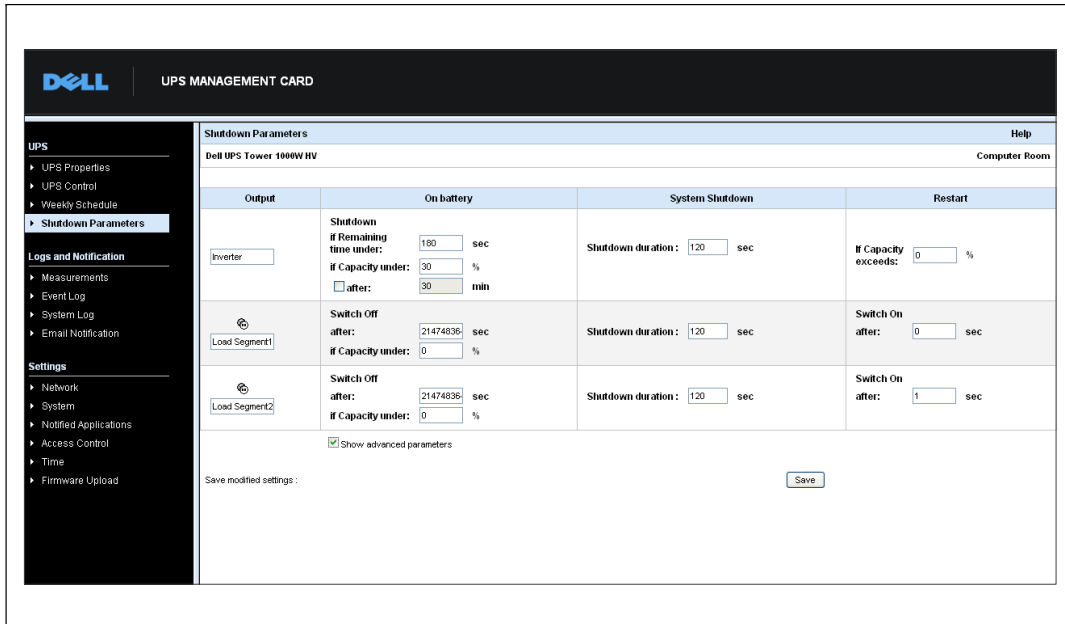 DELL UPS MANAGEMENT CARD
UPS
UPS Properties
UPS Control
Weekly Schedule
Shutdown Parameters
Logs and Notification
Measurements
Event Log
System Log
Email Notification
Settings
Network
System
Notified Applications
Access Control
Time
Firmware Upload
Shutdown Parameters Help
Dell UPS Tower 1000W HV Computer Room
Output On battery System Shutdown Restart
Inverter
Shutdown
if Remaining
time under: 180 sec
if Capacity under: 30 %
after: 30 min
Shutdown duration : 120 sec
If Capacity
exceeds: 0 %
Load Segment1
Switch Off
after: 21474836 sec
if Capacity under: 0 %
Shutdown duration : 120 sec
Switch On
after: 0 sec
Load Segment2
Switch Off
after: 21474836 sec
if Capacity under: 0 %
Shutdown duration : 120 sec
Switch On
after: 1 sec
Show advanced parameters
Save modified settings : Save